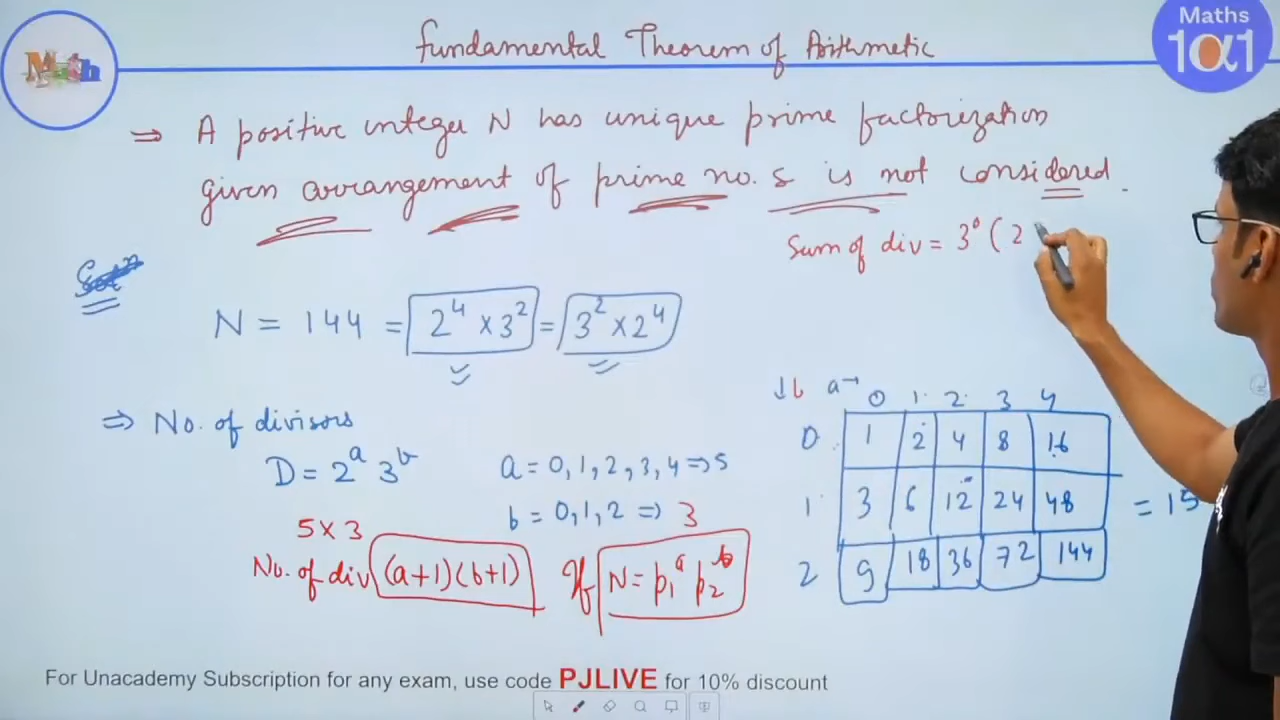 Fundamental Theorem of Arithmetic
Math
Maths
101
⇒ A positive integer N has unique prime factorization
given arrangement of prime no.s is not considered.
Sum of div = 3⁰ ( 2
N = 144 = 2⁴ × 3² = 3² × 2⁴
↓b a→ 0 1 2 3 4
0 1 2 4 8 16
1 3 6 12 24 48 = 15
2 9 18 36 72 144
⇒ No. of divisors
D = 2ᵃ 3ᵇ
a = 0, 1, 2, 3, 4 ⇒ 5
b = 0, 1, 2 ⇒ 3
5 × 3
No. of div (a+1)(b+1) If N = p₁ᵃ p₂ᵇ
For Unacademy Subscription for any exam, use code PJLIVE for 10% discount